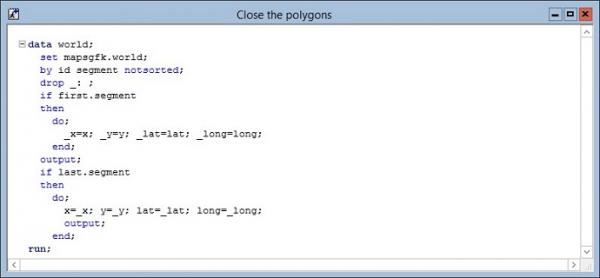 Close the polygons
data world;
set mapsgfk.world;
by id segment notsorted;
drop _: ;
if first.segment
then
do;
_x=x; _y=y; _lat=lat; _long=long;
end;
output;
if last.segment
then
do;
x=_x; y=_y; lat=_lat; long=_long;
output;
end;
run;